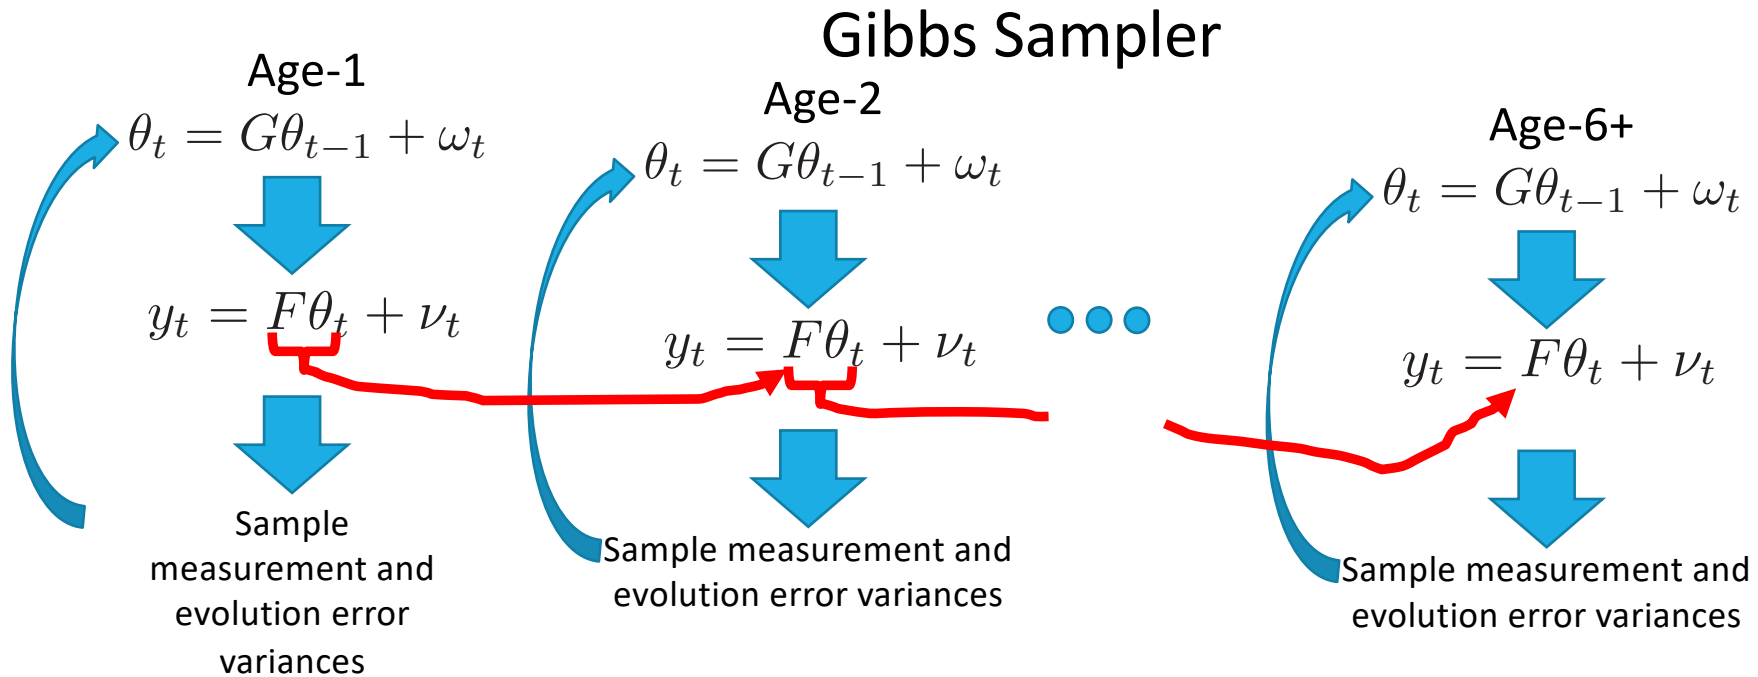 Gibbs Sampler
Age-1
θ_t = Gθ_{t−1} + ω_t
y_t = Fθ_t + ν_t
Sample
measurement and
evolution error
variances
Age-2
θ_t = Gθ_{t−1} + ω_t
y_t = Fθ_t + ν_t
Sample measurement and
evolution error variances
Age-6+
θ_t = Gθ_{t−1} + ω_t
y_t = Fθ_t + ν_t
Sample measurement and
evolution error variances